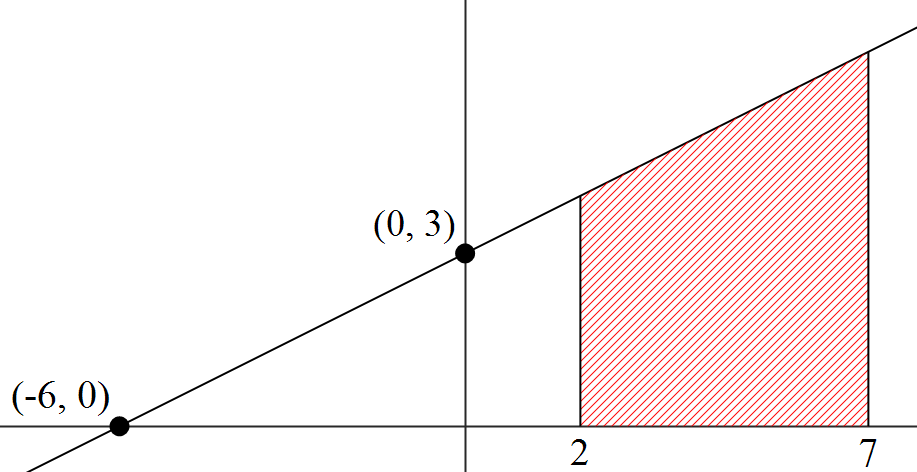 (0, 3)
(-6, 0)
2
7